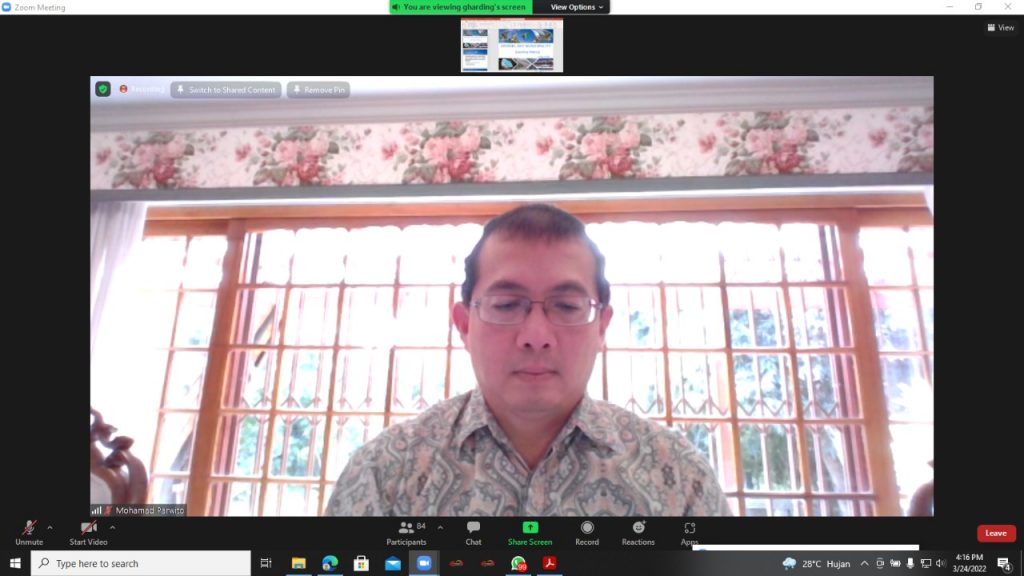 Zoom Meeting
You are viewing gharding's screen
View Options
View
Recording
Switch to Shared Content
Remove Pin
Mohamad Parwito
Unmute
Start Video
Participants
84
Chat
Share Screen
Record
Reactions
Apps
Leave
Type here to search
99
28°C Hujan
4:16 PM
3/24/2022
4